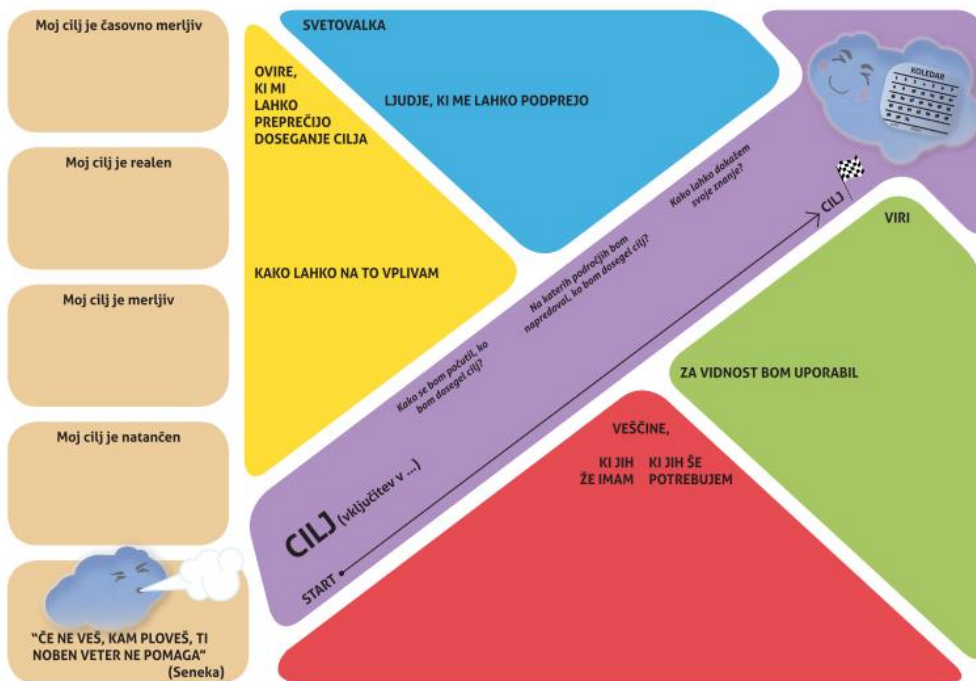 Moj cilj je časovno merljiv
Moj cilj je realen
Moj cilj je merljiv
Moj cilj je natančen
"ČE NE VEŠ, KAM PLOVEŠ, TI
NOBEN VETER NE POMAGA"
(Seneka)
OVIRE,
KI MI
LAHKO
PREPREČIJO
DOSEGANJE CILJA
KAKO LAHKO NA TO VPLIVAM
SVETOVALKA
LJUDJE, KI ME LAHKO PODPREJO
KOLEDAR
CILJ (vključitev v ...)
START
Kako se bom počutil, ko
bom dosegel cilj?
Na katerih področjih bom
napredoval, ko bom dosegel cilj?
Kako lahko dokažem
svoje znanje?
CILJ
VIRI
ZA VIDNOST BOM UPORABIL
VEŠČINE,
KI JIH KI JIH ŠE
ŽE IMAM POTREBUJEM